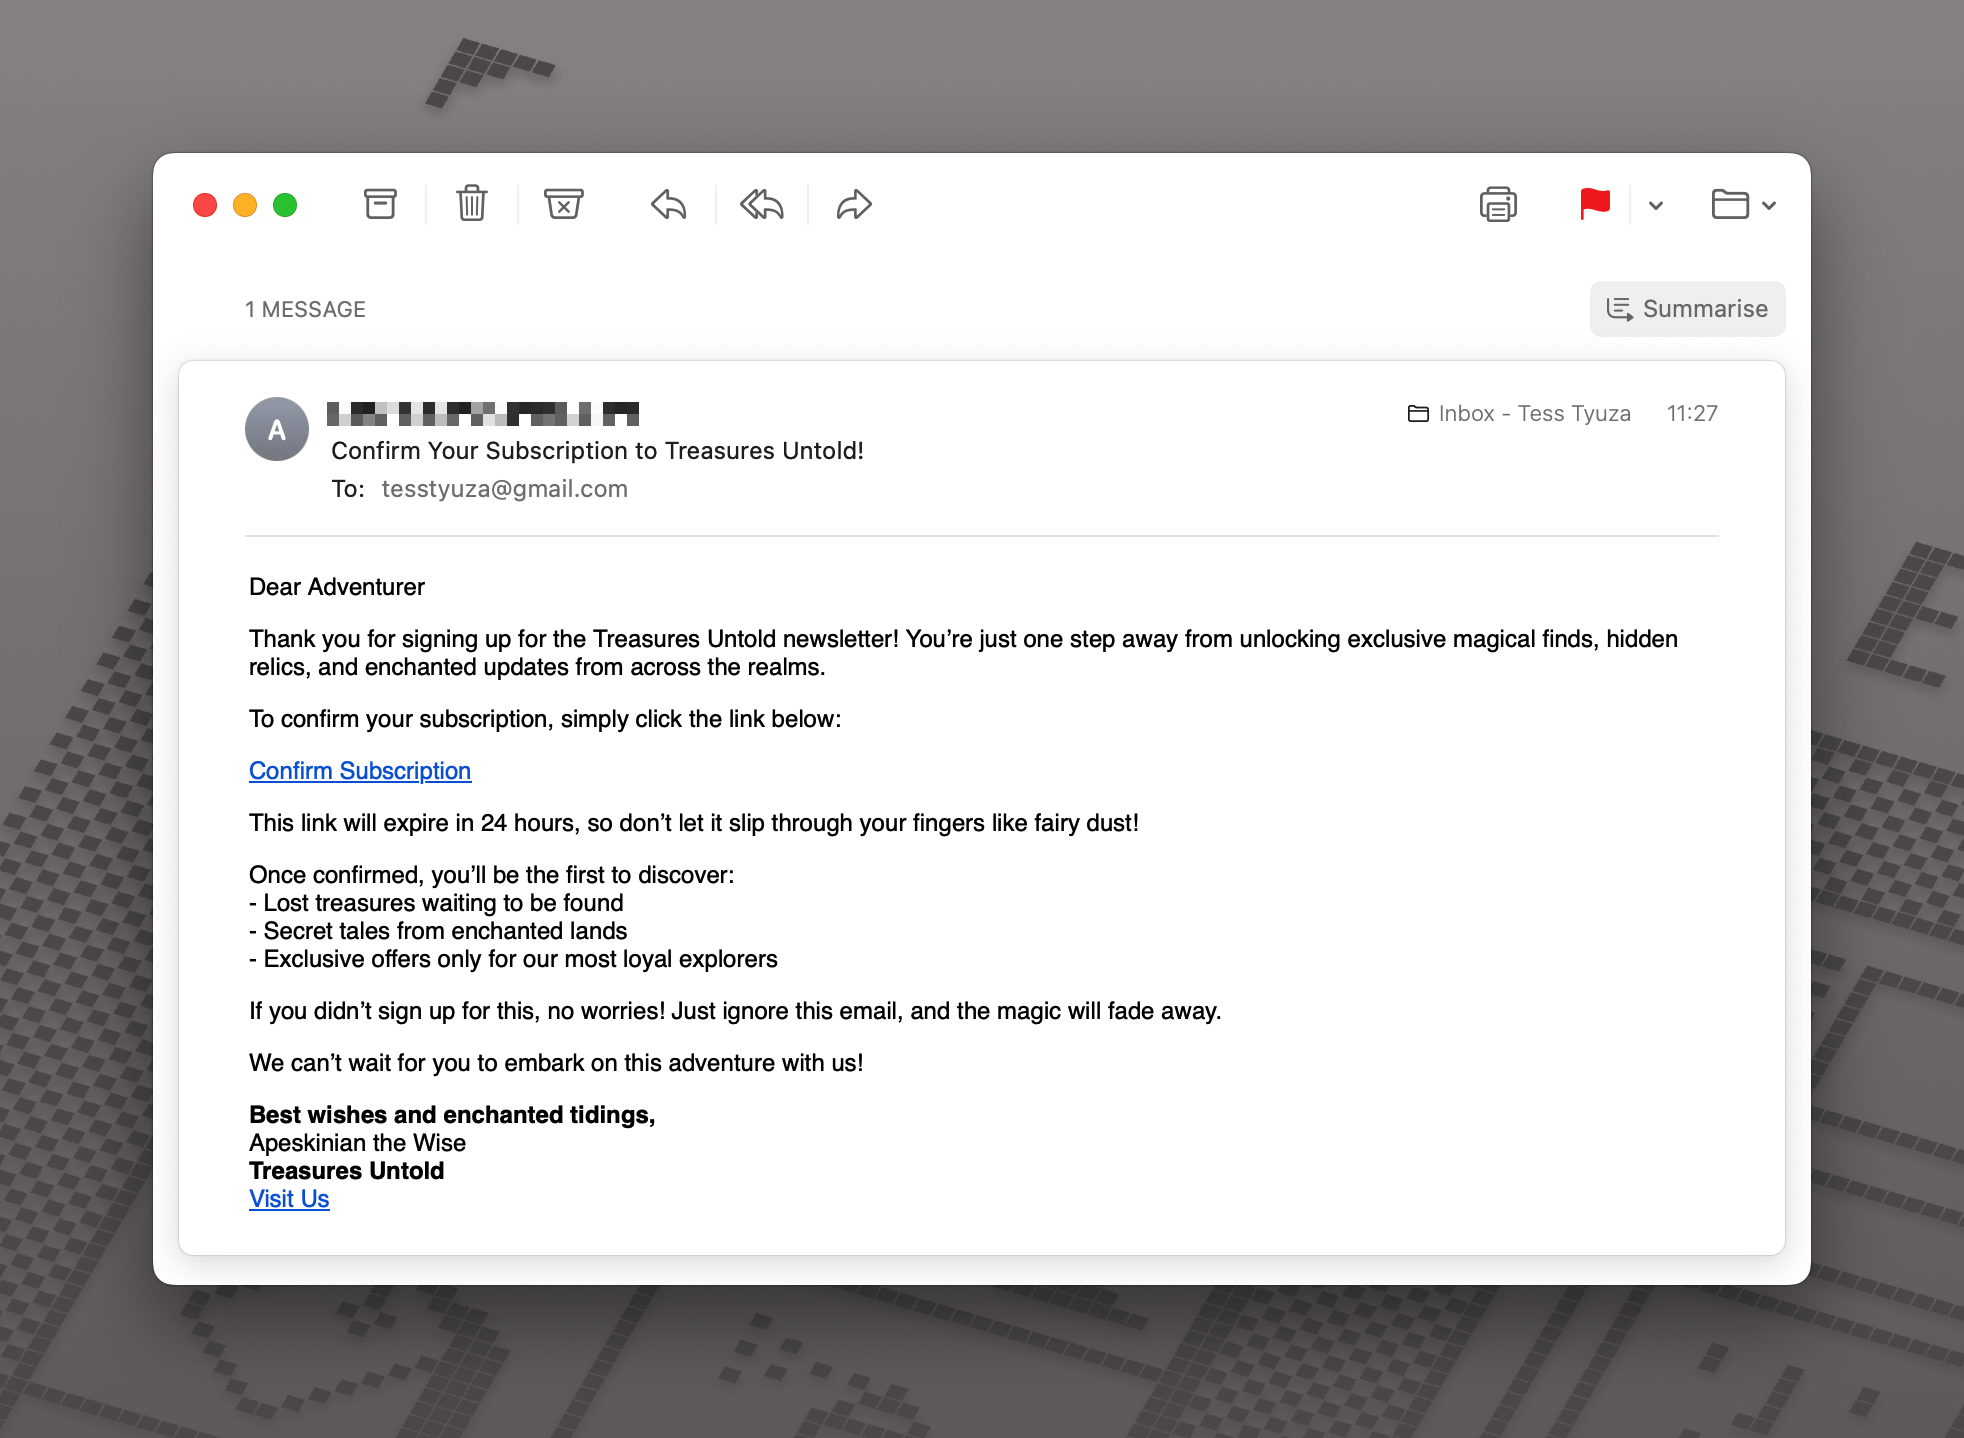 1 MESSAGE
Summarise
A
Inbox - Tess Tyuza 11:27
Confirm Your Subscription to Treasures Untold!
To: tesstyuza@gmail.com
Dear Adventurer
Thank you for signing up for the Treasures Untold newsletter! You’re just one step away from unlocking exclusive magical finds, hidden
relics, and enchanted updates from across the realms.
To confirm your subscription, simply click the link below:
Confirm Subscription
This link will expire in 24 hours, so don’t let it slip through your fingers like fairy dust!
Once confirmed, you’ll be the first to discover:
- Lost treasures waiting to be found
- Secret tales from enchanted lands
- Exclusive offers only for our most loyal explorers
If you didn’t sign up for this, no worries! Just ignore this email, and the magic will fade away.
We can’t wait for you to embark on this adventure with us!
Best wishes and enchanted tidings,
Apeskinian the Wise
Treasures Untold
Visit Us